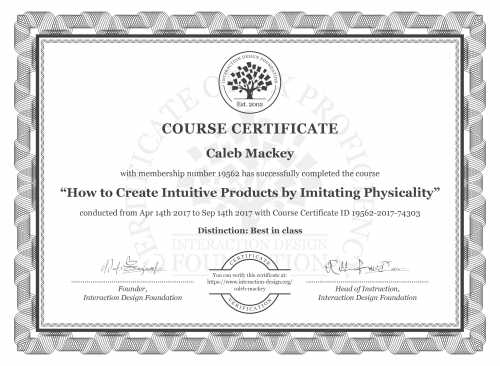 INTERACTION DESIGN FOUNDATION
Est. 2002
COURSE CERTIFICATE
Caleb Mackey
with membership number 19562 has successfully completed the course
“How to Create Intuitive Products by Imitating Physicality”
conducted from Apr 14th 2017 to Sep 14th 2017 with Course Certificate ID 19562-2017-74303
Distinction: Best in class
CERTIFICATE OF PROFICIENCY
INTERACTION DESIGN
FOUNDATION
CERTIFICATE
You can verify this certificate at:
https://www.interaction-design.org/
caleb-mackey
CERTIFICATION
Founder,
Interaction Design Foundation
Head of Instruction,
Interaction Design Foundation